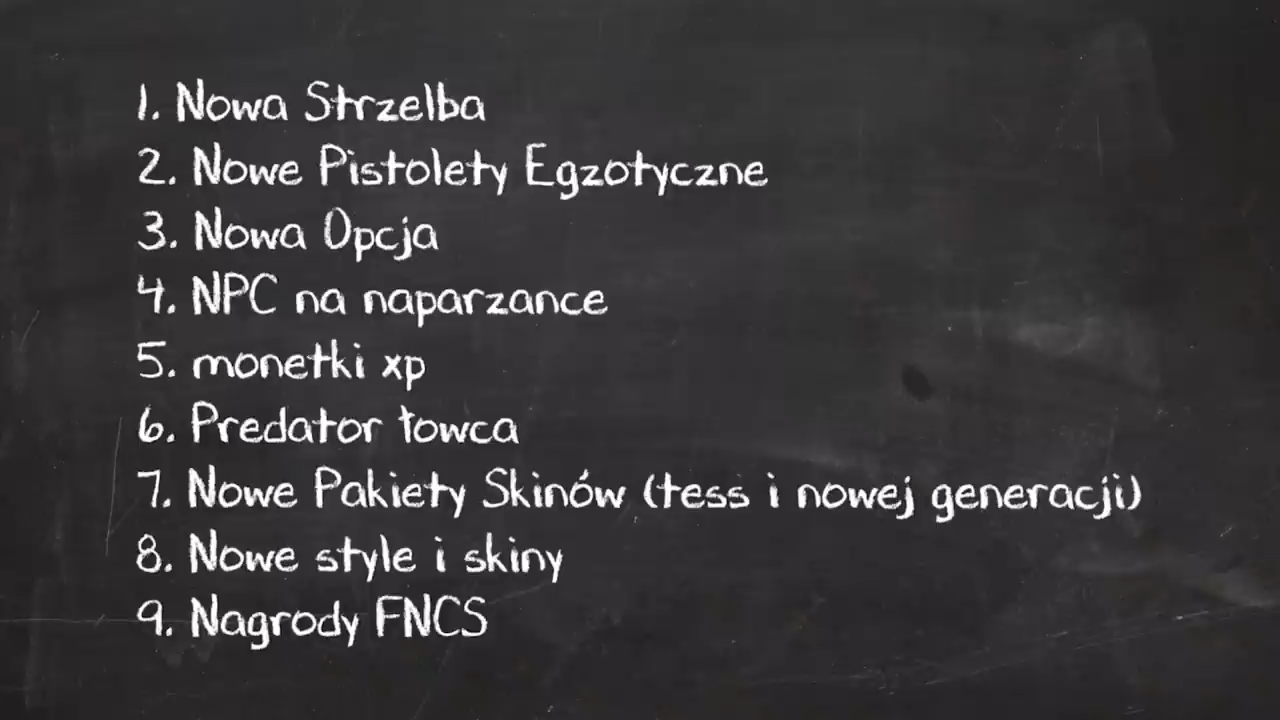 1. Nowa Strzelba
2. Nowe Pistolety Egzotyczne
3. Nowa Opcja
4. NPC na naparzance
5. monetki xp
6. Predator łowca
7. Nowe Pakiety Skinów (tess i nowej generacji)
8. Nowe style i skiny
9. Nagrody FNCS